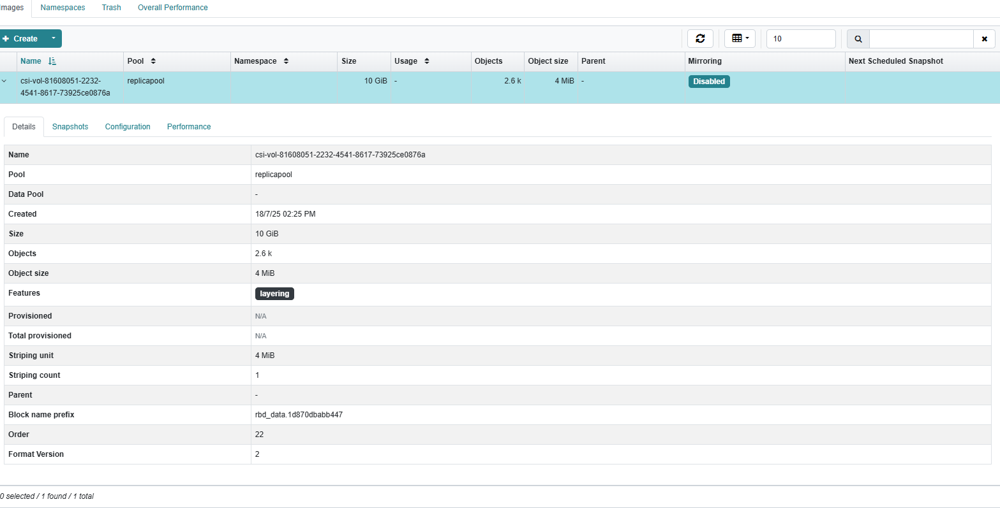 Images Namespaces Trash Overall Performance
Create 10
Name Pool Namespace Size Usage Objects Object size Parent Mirroring Next Scheduled Snapshot
csi-vol-81608051-2232- replicapool 10 GiB - 2.6 k 4 MiB - Disabled
4541-8617-73925ce0876a
Details Snapshots Configuration Performance
Name csi-vol-81608051-2232-4541-8617-73925ce0876a
Pool replicapool
Data Pool -
Created 18/7/25 02:25 PM
Size 10 GiB
Objects 2.6 k
Object size 4 MiB
Features layering
Provisioned N/A
Total provisioned N/A
Striping unit 4 MiB
Striping count 1
Parent -
Block name prefix rbd_data.1d870dbabb447
Order 22
Format Version 2
0 selected / 1 found / 1 total